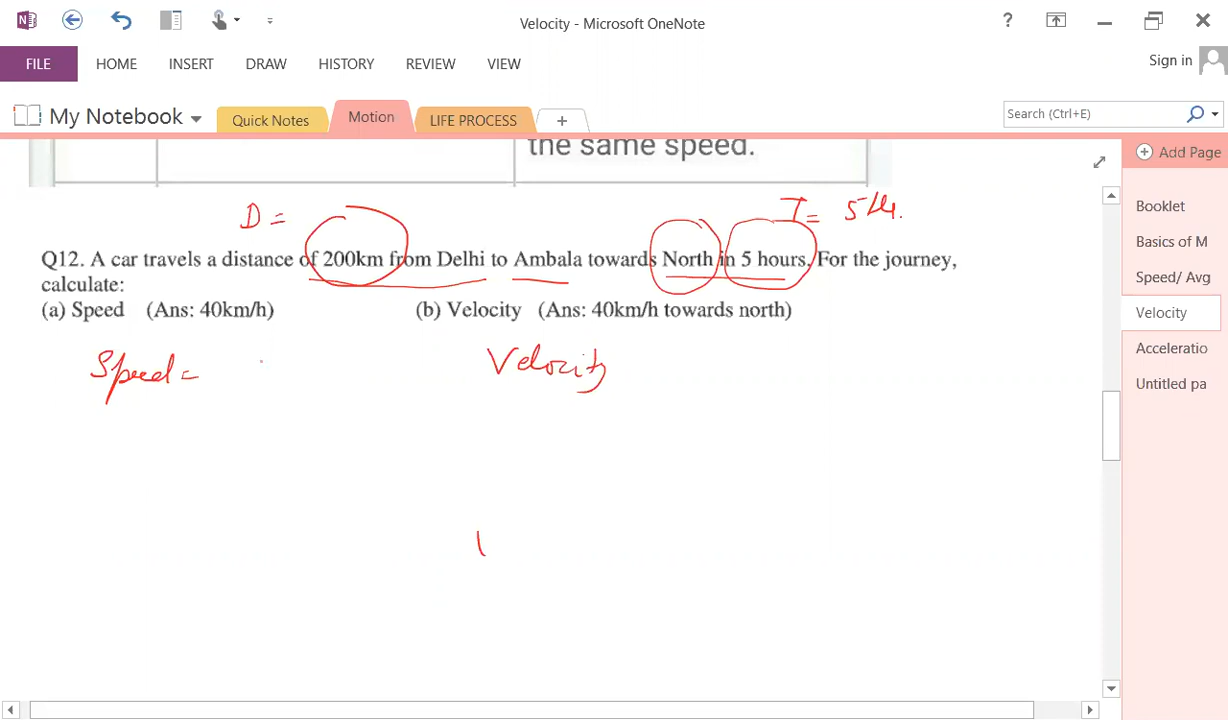 Velocity - Microsoft OneNote
FILE HOME INSERT DRAW HISTORY REVIEW VIEW
Sign in
My Notebook Quick Notes Motion LIFE PROCESS
Search (Ctrl+E)
Add Page
Booklet
Basics of M
Speed/ Avg
Velocity
Acceleratio
Untitled pa
the same speed.
D = T = 5 Hr.
Q12. A car travels a distance of 200km from Delhi to Ambala towards North in 5 hours. For the journey,
calculate:
(a) Speed (Ans: 40km/h) (b) Velocity (Ans: 40km/h towards north)
Speed = Velocity